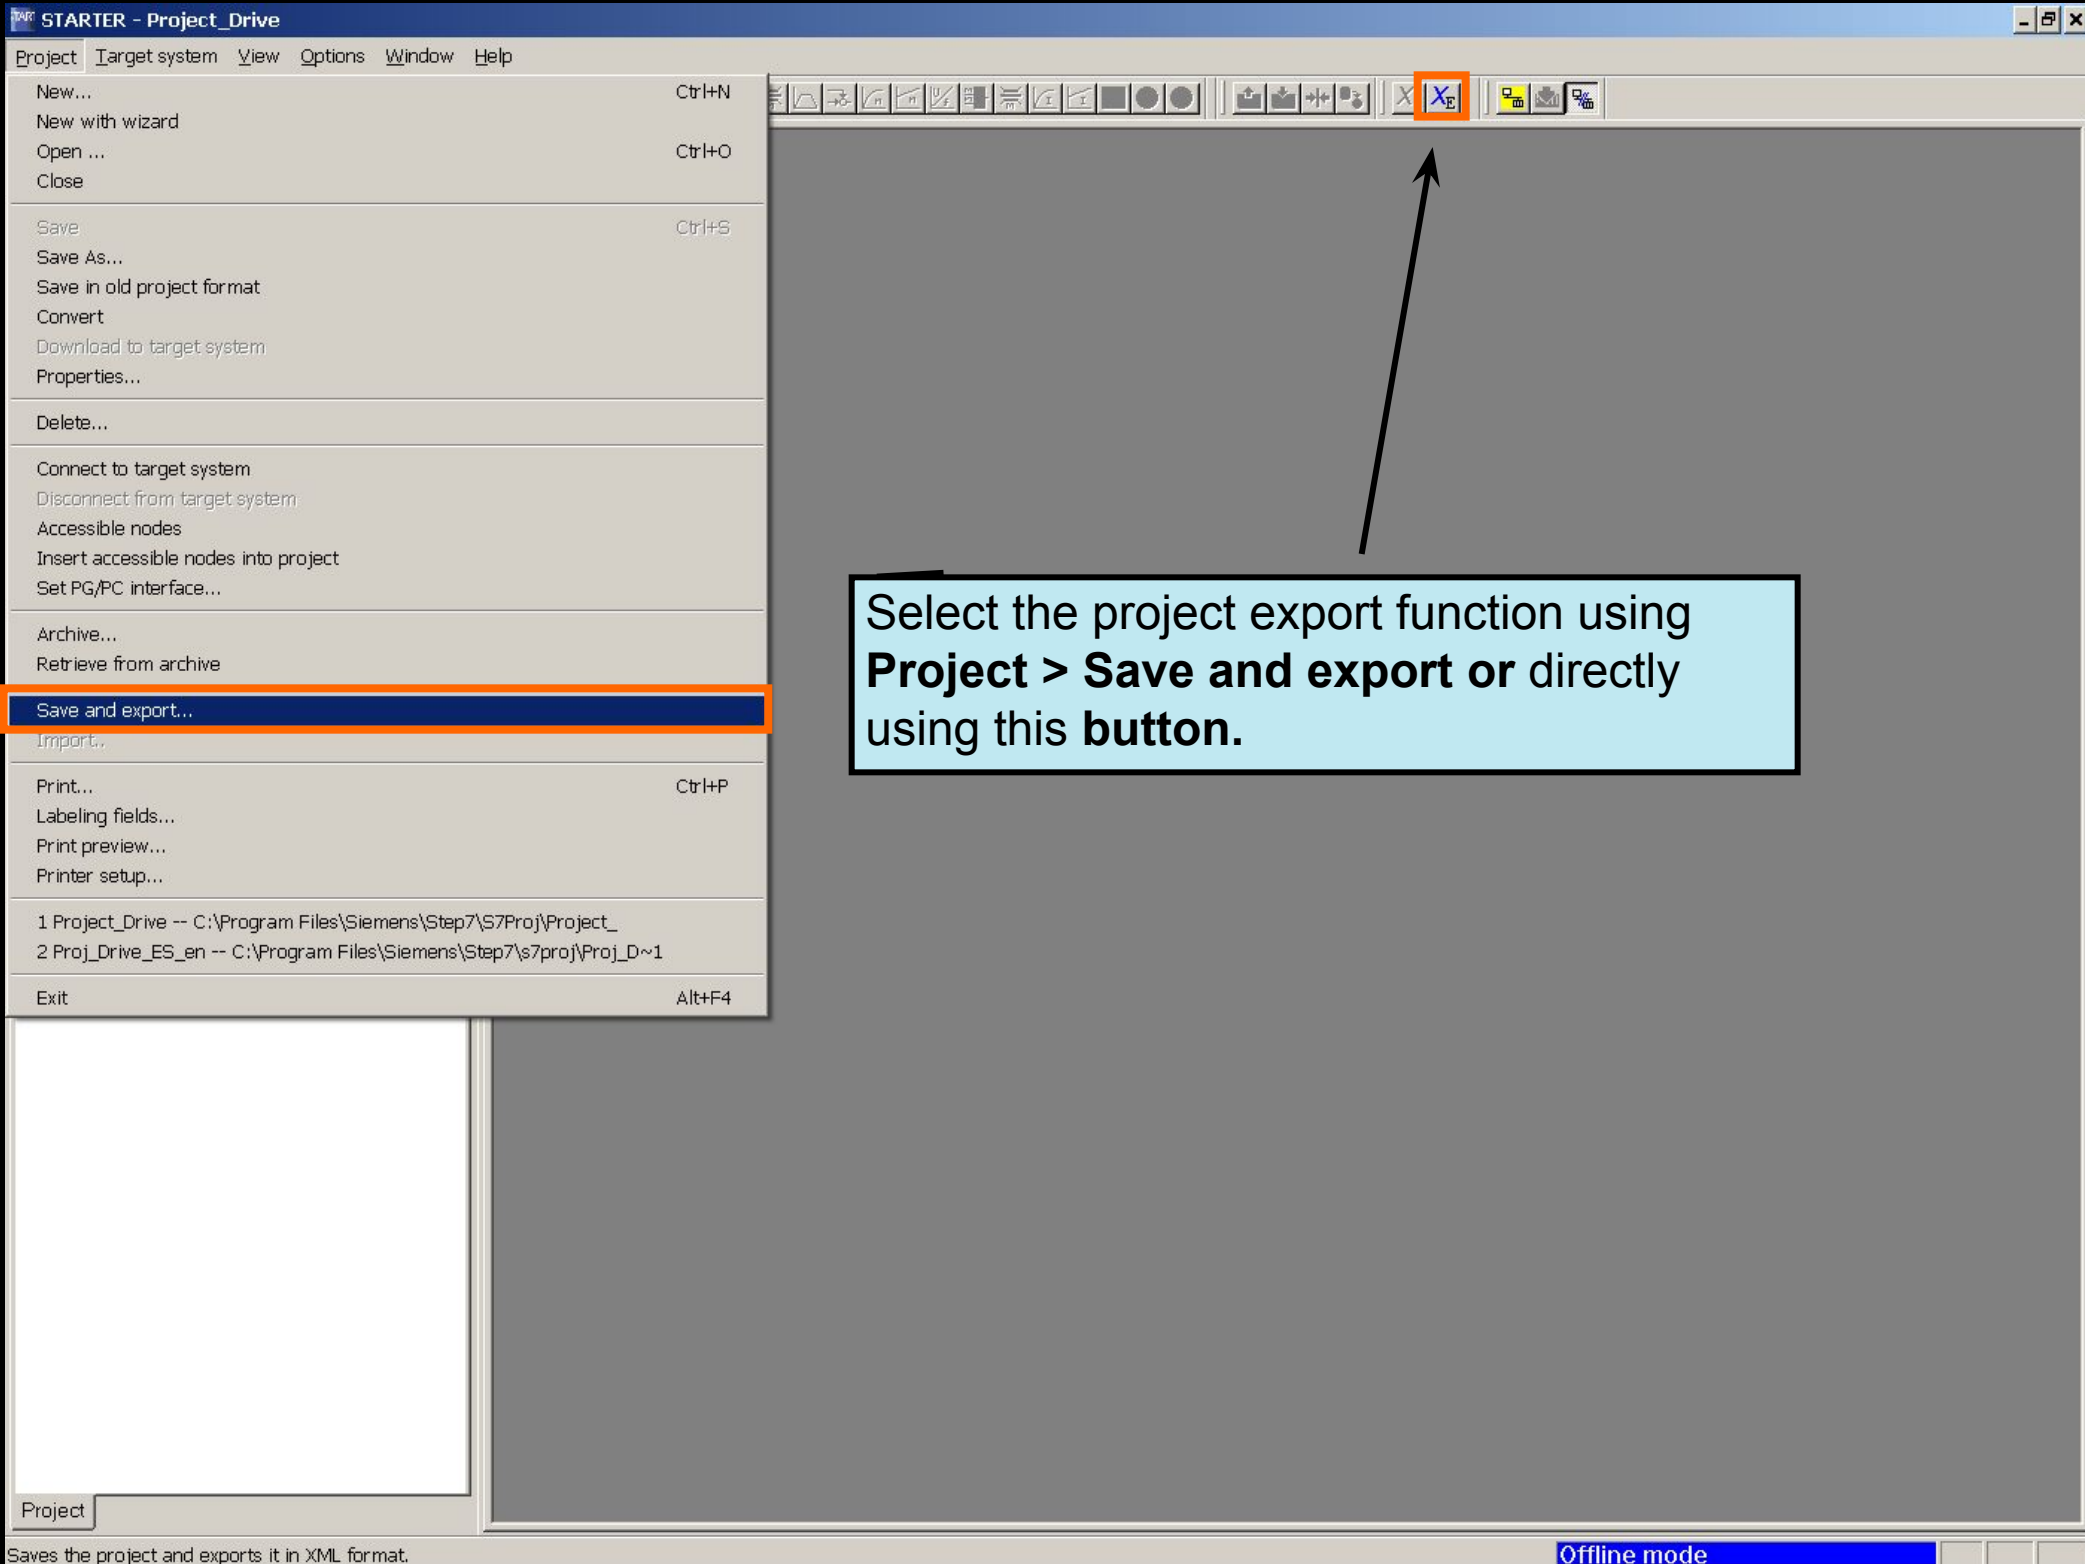 STARTER - Project_Drive
Project Target system View Options Window Help
New... Ctrl+N
New with wizard
Open ... Ctrl+O
Close
Save Ctrl+S
Save As...
Save in old project format
Convert
Download to target system
Properties...
Delete...
Connect to target system
Disconnect from target system
Accessible nodes
Insert accessible nodes into project
Set PG/PC interface...
Archive...
Retrieve from archive
Save and export...
Import..
Print... Ctrl+P
Labeling fields...
Print preview...
Printer setup...
1 Project_Drive -- C:\Program Files\Siemens\Step7\S7Proj\Project_
2 Proj_Drive_ES_en -- C:\Program Files\Siemens\Step7\s7proj\Proj_D~1
Exit Alt+F4
X XE
Select the project export function using
Project > Save and export or directly
using this button.
Project
Saves the project and exports it in XML format.
Offline mode